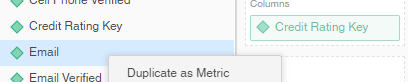 Cell Phone Verified
Credit Rating Key
Email
Email Verified
Duplicate as Metric
Columns
Credit Rating Key